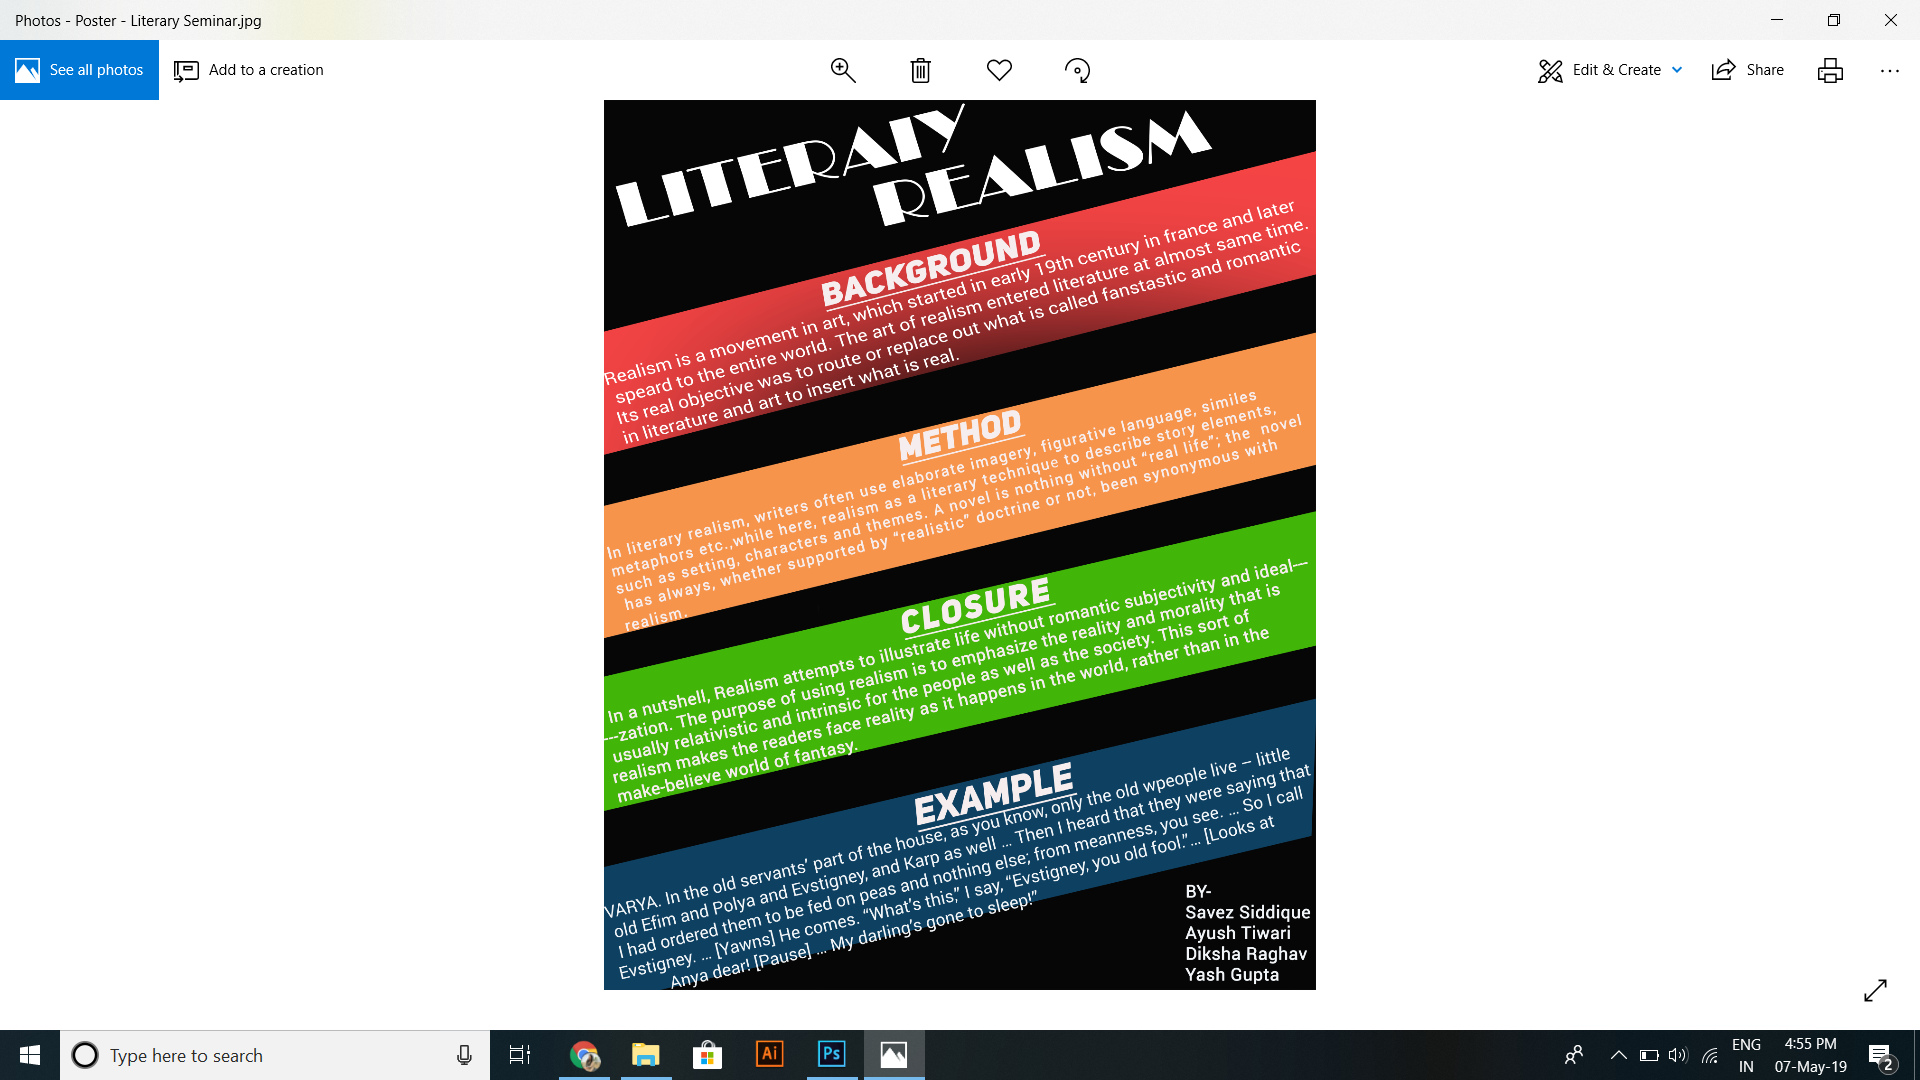 Photos - Poster - Literary Seminar.jpg
See all photos
Add to a creation
Edit & Create
Share
LITERAIY
REALISM
BACKGROUND
Realism is a movement in art, which started in early 19th century in france and later
speard to the entire world. The art of realism entered literature at almost same time.
Its real objective was to route or replace out what is called fanstastic and romantic
in literature and art to insert what is real.
METHOD
In literary realism, writers often use elaborate imagery, figurative language, similes
metaphors etc.,while here, realism as a literary technique to describe story elements,
such as setting, characters and themes. A novel is nothing without “real life”; the novel
has always, whether supported by “realistic” doctrine or not, been synonymous with
realism.
CLOSURE
In a nutshell, Realism attempts to illustrate life without romantic subjectivity and ideal---
---zation. The purpose of using realism is to emphasize the reality and morality that is
usually relativistic and intrinsic for the people as well as the society. This sort of
realism makes the readers face reality as it happens in the world, rather than in the
make-believe world of fantasy.
EXAMPLE
VARYA. In the old servants’ part of the house, as you know, only the old wpeople live – little
old Efim and Polya and Evstigney, and Karp as well ... Then I heard that they were saying that
I had ordered them to be fed on peas and nothing else; from meanness, you see. ... So I call
Evstigney. ... [Yawns] He comes. “What’s this,” I say, “Evstigney, you old fool.”... [Looks at
Anya dear! [Pause] ... My darling’s gone to sleep!”
BY-
Savez Siddique
Ayush Tiwari
Diksha Raghav
Yash Gupta
Type here to search
Ai
Ps
ENG
IN
4:55 PM
07-May-19
2